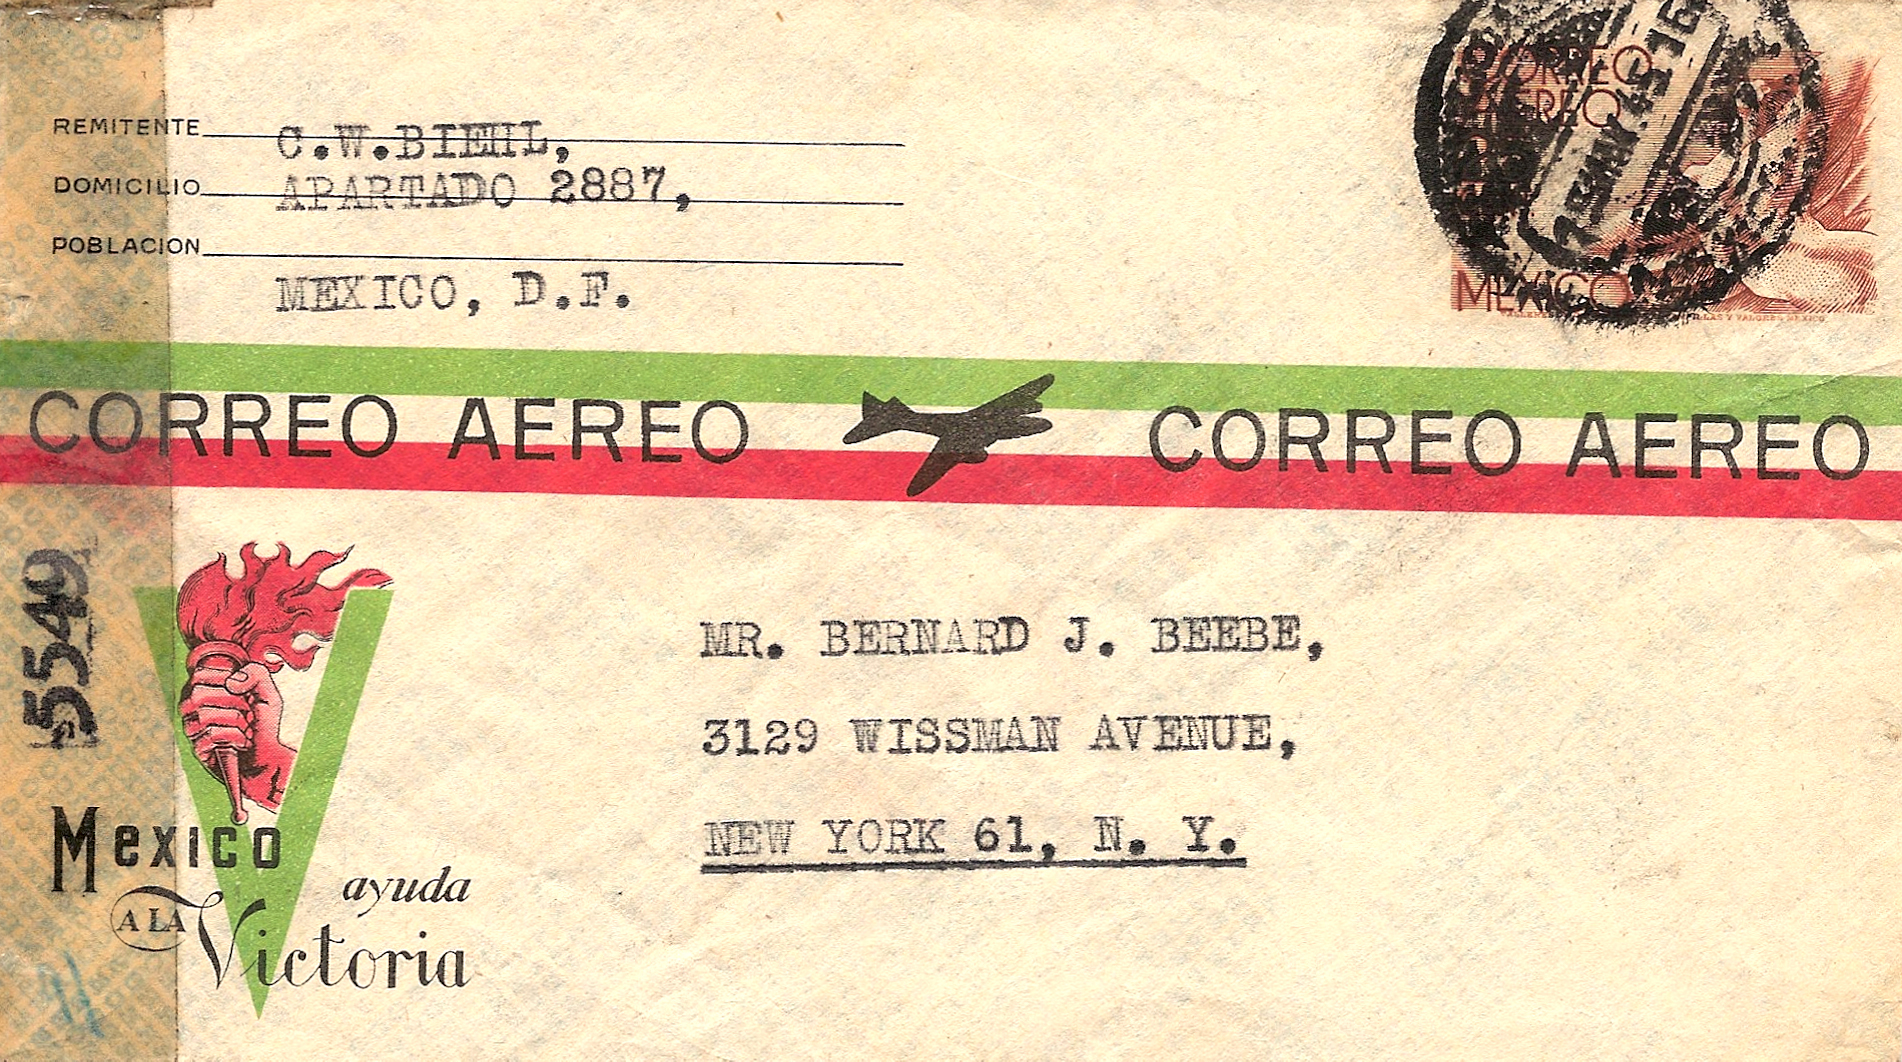 REMITENTE C.W.BIEHL,
DOMICILIO APARTADO 2887,
POBLACION
MEXICO, D.F.
CORREO
AEREO
MEXICO
CORREO AEREO CORREO AEREO
5549
Mexico
ayuda
A LA
Victoria
MR. BERNARD J. BEEBE,
3129 WISSMAN AVENUE,
NEW YORK 61, N. Y.